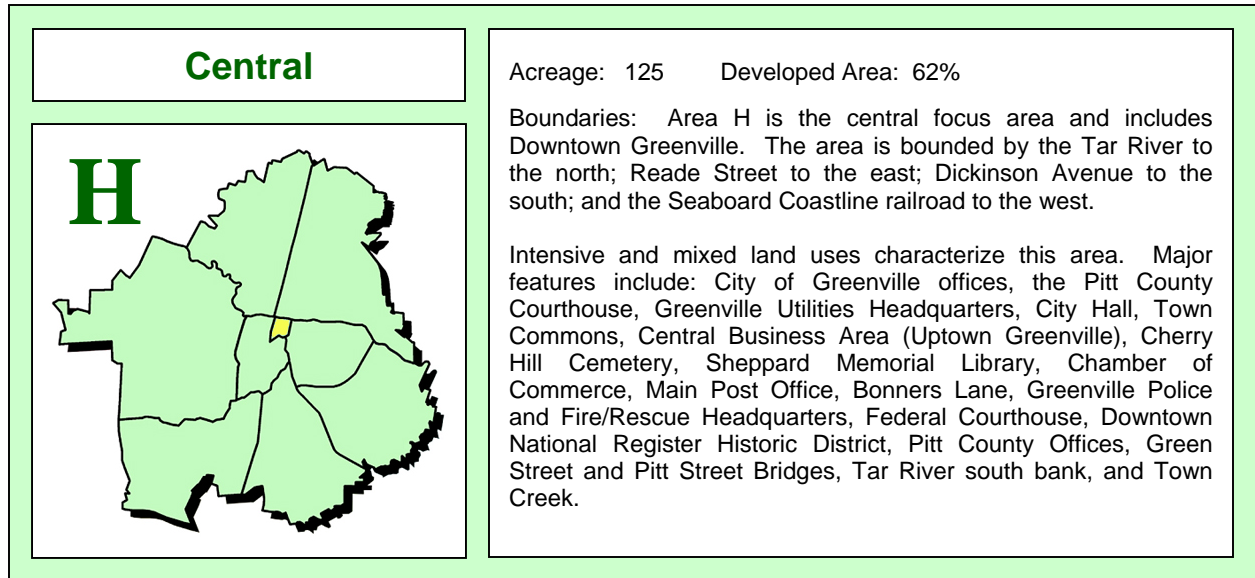 Central
H
Acreage: 125 Developed Area: 62%
Boundaries: Area H is the central focus area and includes
Downtown Greenville. The area is bounded by the Tar River to
the north; Reade Street to the east; Dickinson Avenue to the
south; and the Seaboard Coastline railroad to the west.
Intensive and mixed land uses characterize this area. Major
features include: City of Greenville offices, the Pitt County
Courthouse, Greenville Utilities Headquarters, City Hall, Town
Commons, Central Business Area (Uptown Greenville), Cherry
Hill Cemetery, Sheppard Memorial Library, Chamber of
Commerce, Main Post Office, Bonners Lane, Greenville Police
and Fire/Rescue Headquarters, Federal Courthouse, Downtown
National Register Historic District, Pitt County Offices, Green
Street and Pitt Street Bridges, Tar River south bank, and Town
Creek.